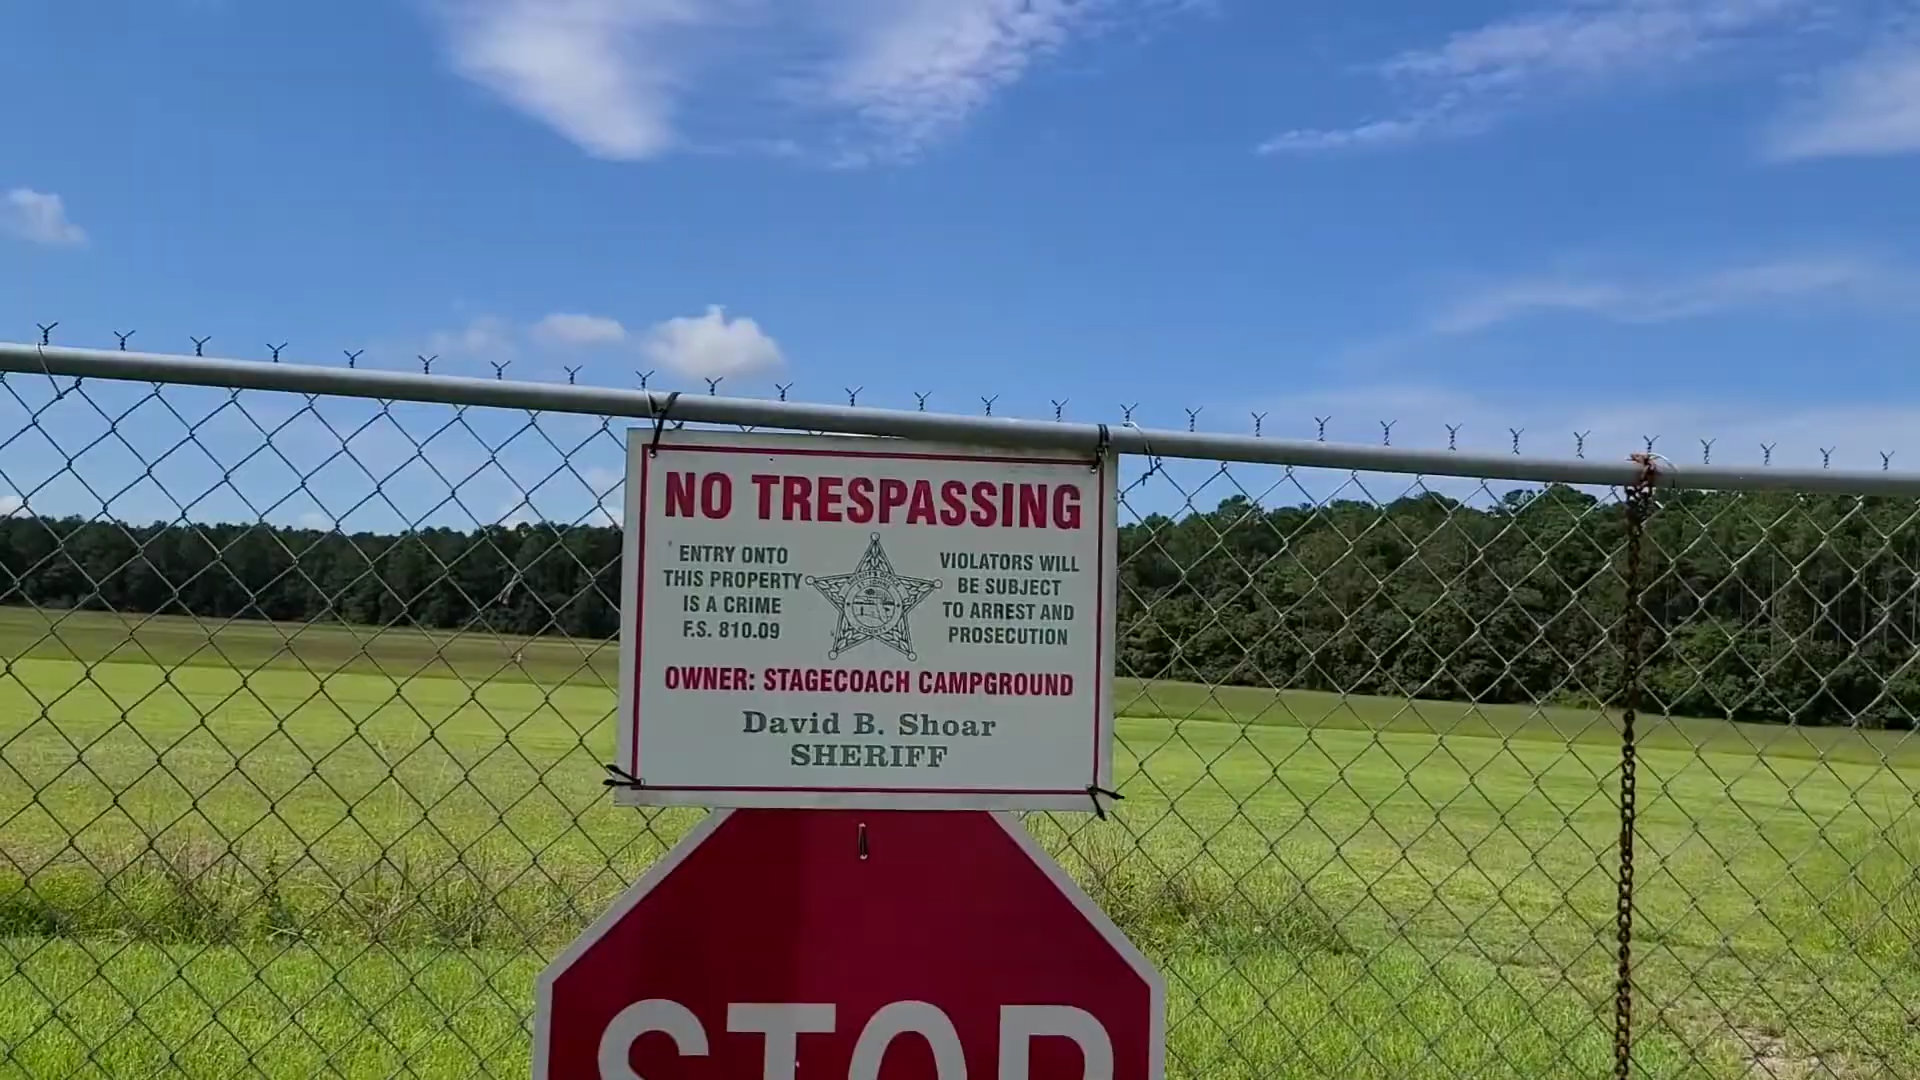 NO TRESPASSING
ENTRY ONTO
THIS PROPERTY
IS A CRIME
F.S. 810.09
VIOLATORS WILL
BE SUBJECT
TO ARREST AND
PROSECUTION
OWNER: STAGECOACH CAMPGROUND
David B. Shoar
SHERIFF
STOP